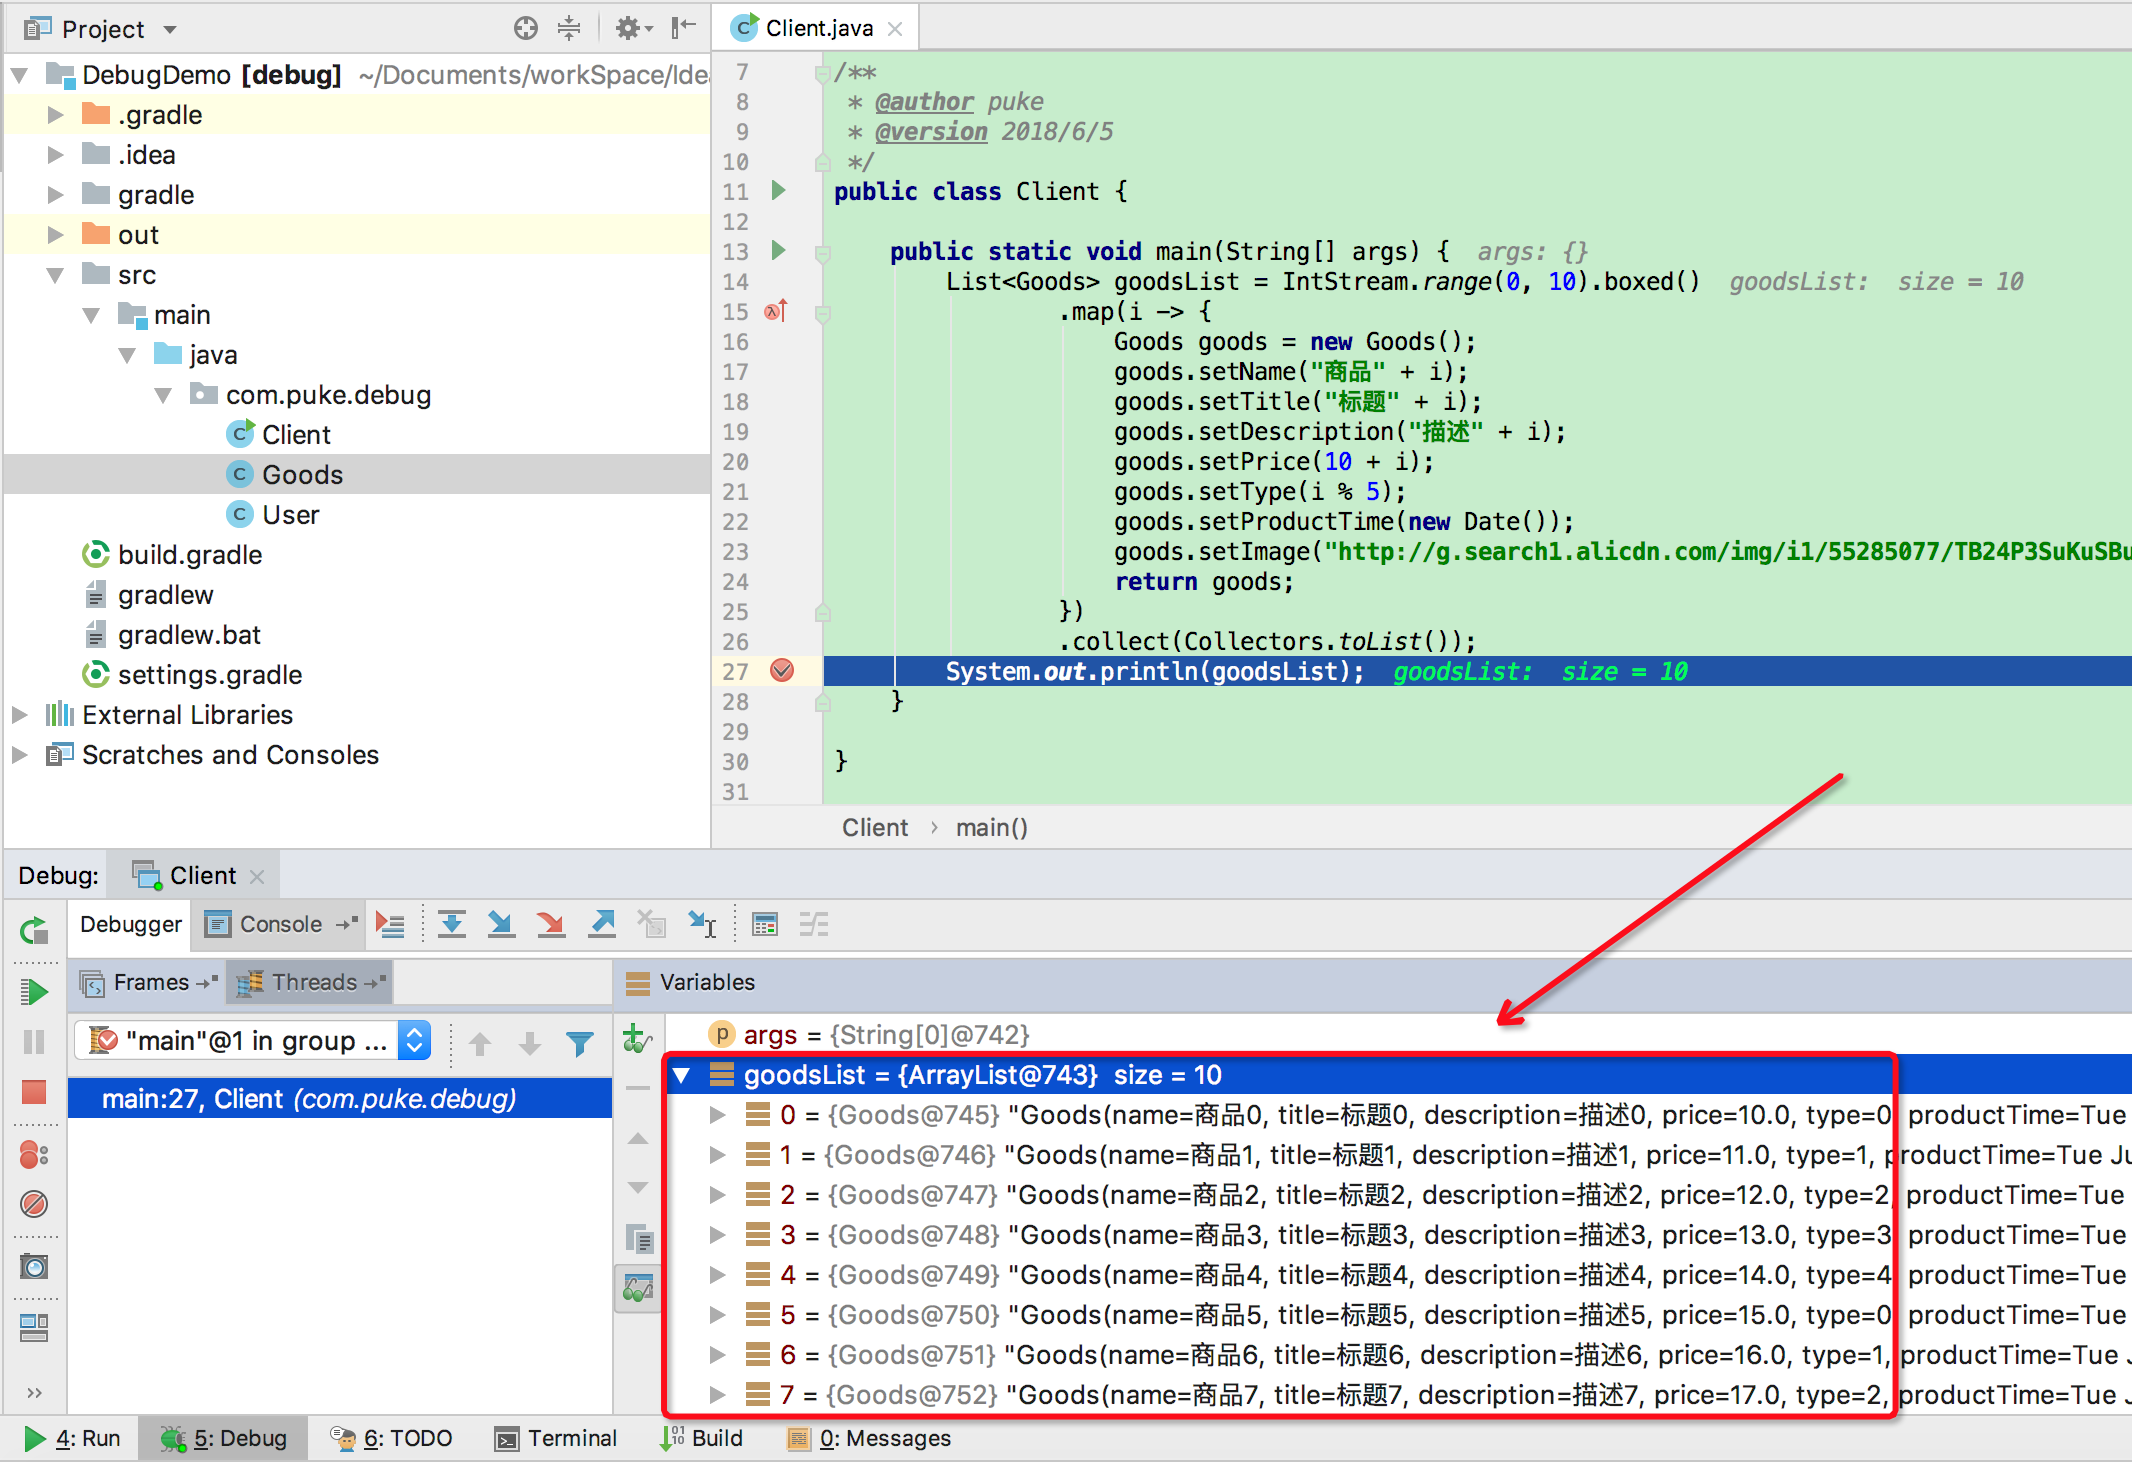 Project
DebugDemo [debug] ~/Documents/workSpace/Ide
.gradle
.idea
gradle
out
src
main
java
com.puke.debug
Client
Goods
User
build.gradle
gradlew
gradlew.bat
settings.gradle
External Libraries
Scratches and Consoles
Client.java
7 /**
8 * @author puke
9 * @version 2018/6/5
10 */
11 public class Client {
12
13 public static void main(String[] args) { args: {}
14 List<Goods> goodsList = IntStream.range(0, 10).boxed() goodsList: size = 10
15 .map(i -> {
16 Goods goods = new Goods();
17 goods.setName("商品" + i);
18 goods.setTitle("标题" + i);
19 goods.setDescription("描述" + i);
20 goods.setPrice(10 + i);
21 goods.setType(i % 5);
22 goods.setProductTime(new Date());
23 goods.setImage("http://g.search1.alicdn.com/img/i1/55285077/TB24P3SuKuSBu
24 return goods;
25 })
26 .collect(Collectors.toList());
27 System.out.println(goodsList); goodsList: size = 10
28 }
29
30 }
31
Client › main()
Debug: Client
Debugger Console
Frames Threads Variables
"main"@1 in group ...
main:27, Client (com.puke.debug)
args = {String[0]@742}
goodsList = {ArrayList@743} size = 10
0 = {Goods@745} "Goods(name=商品0, title=标题0, description=描述0, price=10.0, type=0, productTime=Tue
1 = {Goods@746} "Goods(name=商品1, title=标题1, description=描述1, price=11.0, type=1, productTime=Tue Ju
2 = {Goods@747} "Goods(name=商品2, title=标题2, description=描述2, price=12.0, type=2, productTime=Tue
3 = {Goods@748} "Goods(name=商品3, title=标题3, description=描述3, price=13.0, type=3, productTime=Tue
4 = {Goods@749} "Goods(name=商品4, title=标题4, description=描述4, price=14.0, type=4, productTime=Tue
5 = {Goods@750} "Goods(name=商品5, title=标题5, description=描述5, price=15.0, type=0, productTime=Tue
6 = {Goods@751} "Goods(name=商品6, title=标题6, description=描述6, price=16.0, type=1, productTime=Tue J
7 = {Goods@752} "Goods(name=商品7, title=标题7, description=描述7, price=17.0, type=2, productTime=Tue J
4: Run 5: Debug 6: TODO Terminal Build 0: Messages